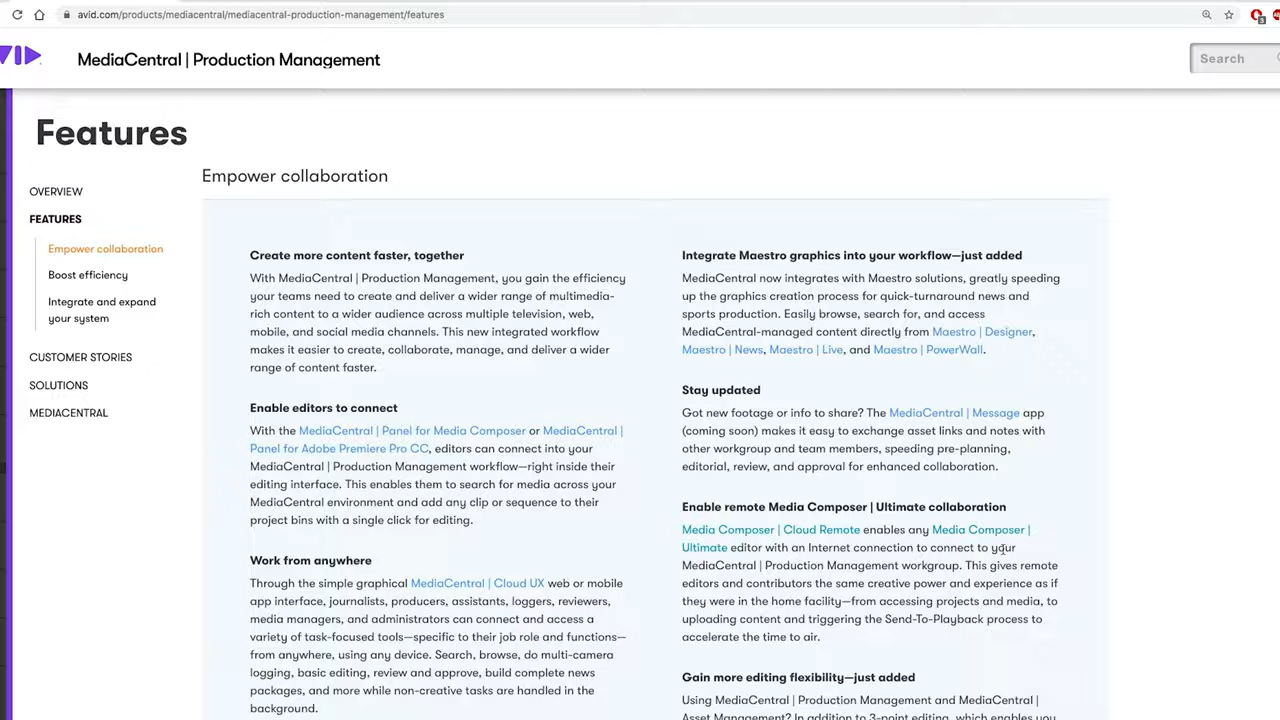 avid.com/products/mediacentral/mediacentral-production-management/features
MediaCentral | Production Management
Search
Features
OVERVIEW
FEATURES
Empower collaboration
Boost efficiency
Integrate and expand
your system
CUSTOMER STORIES
SOLUTIONS
MEDIACENTRAL
Empower collaboration
Create more content faster, together
With MediaCentral | Production Management, you gain the efficiency
your teams need to create and deliver a wider range of multimedia-
rich content to a wider audience across multiple television, web,
mobile, and social media channels. This new integrated workflow
makes it easier to create, collaborate, manage, and deliver a wider
range of content faster.
Enable editors to connect
With the MediaCentral | Panel for Media Composer or MediaCentral |
Panel for Adobe Premiere Pro CC, editors can connect into your
MediaCentral | Production Management workflow—right inside their
editing interface. This enables them to search for media across your
MediaCentral environment and add any clip or sequence to their
project bins with a single click for editing.
Work from anywhere
Through the simple graphical MediaCentral | Cloud UX web or mobile
app interface, journalists, producers, assistants, loggers, reviewers,
media managers, and administrators can connect and access a
variety of task-focused tools—specific to their job role and functions—
from anywhere, using any device. Search, browse, do multi-camera
logging, basic editing, review and approve, build complete news
packages, and more while non-creative tasks are handled in the
background.
Integrate Maestro graphics into your workflow—just added
MediaCentral now integrates with Maestro solutions, greatly speeding
up the graphics creation process for quick-turnaround news and
sports production. Easily browse, search for, and access
MediaCentral-managed content directly from Maestro | Designer,
Maestro | News, Maestro | Live, and Maestro | PowerWall.
Stay updated
Got new footage or info to share? The MediaCentral | Message app
(coming soon) makes it easy to exchange asset links and notes with
other workgroup and team members, speeding pre-planning,
editorial, review, and approval for enhanced collaboration.
Enable remote Media Composer | Ultimate collaboration
Media Composer | Cloud Remote enables any Media Composer |
Ultimate editor with an Internet connection to connect to your
MediaCentral | Production Management workgroup. This gives remote
editors and contributors the same creative power and experience as if
they were in the home facility—from accessing projects and media, to
uploading content and triggering the Send-To-Playback process to
accelerate the time to air.
Gain more editing flexibility—just added
Using MediaCentral | Production Management and MediaCentral |
Asset Management? In addition to 3-point editing, which enables you